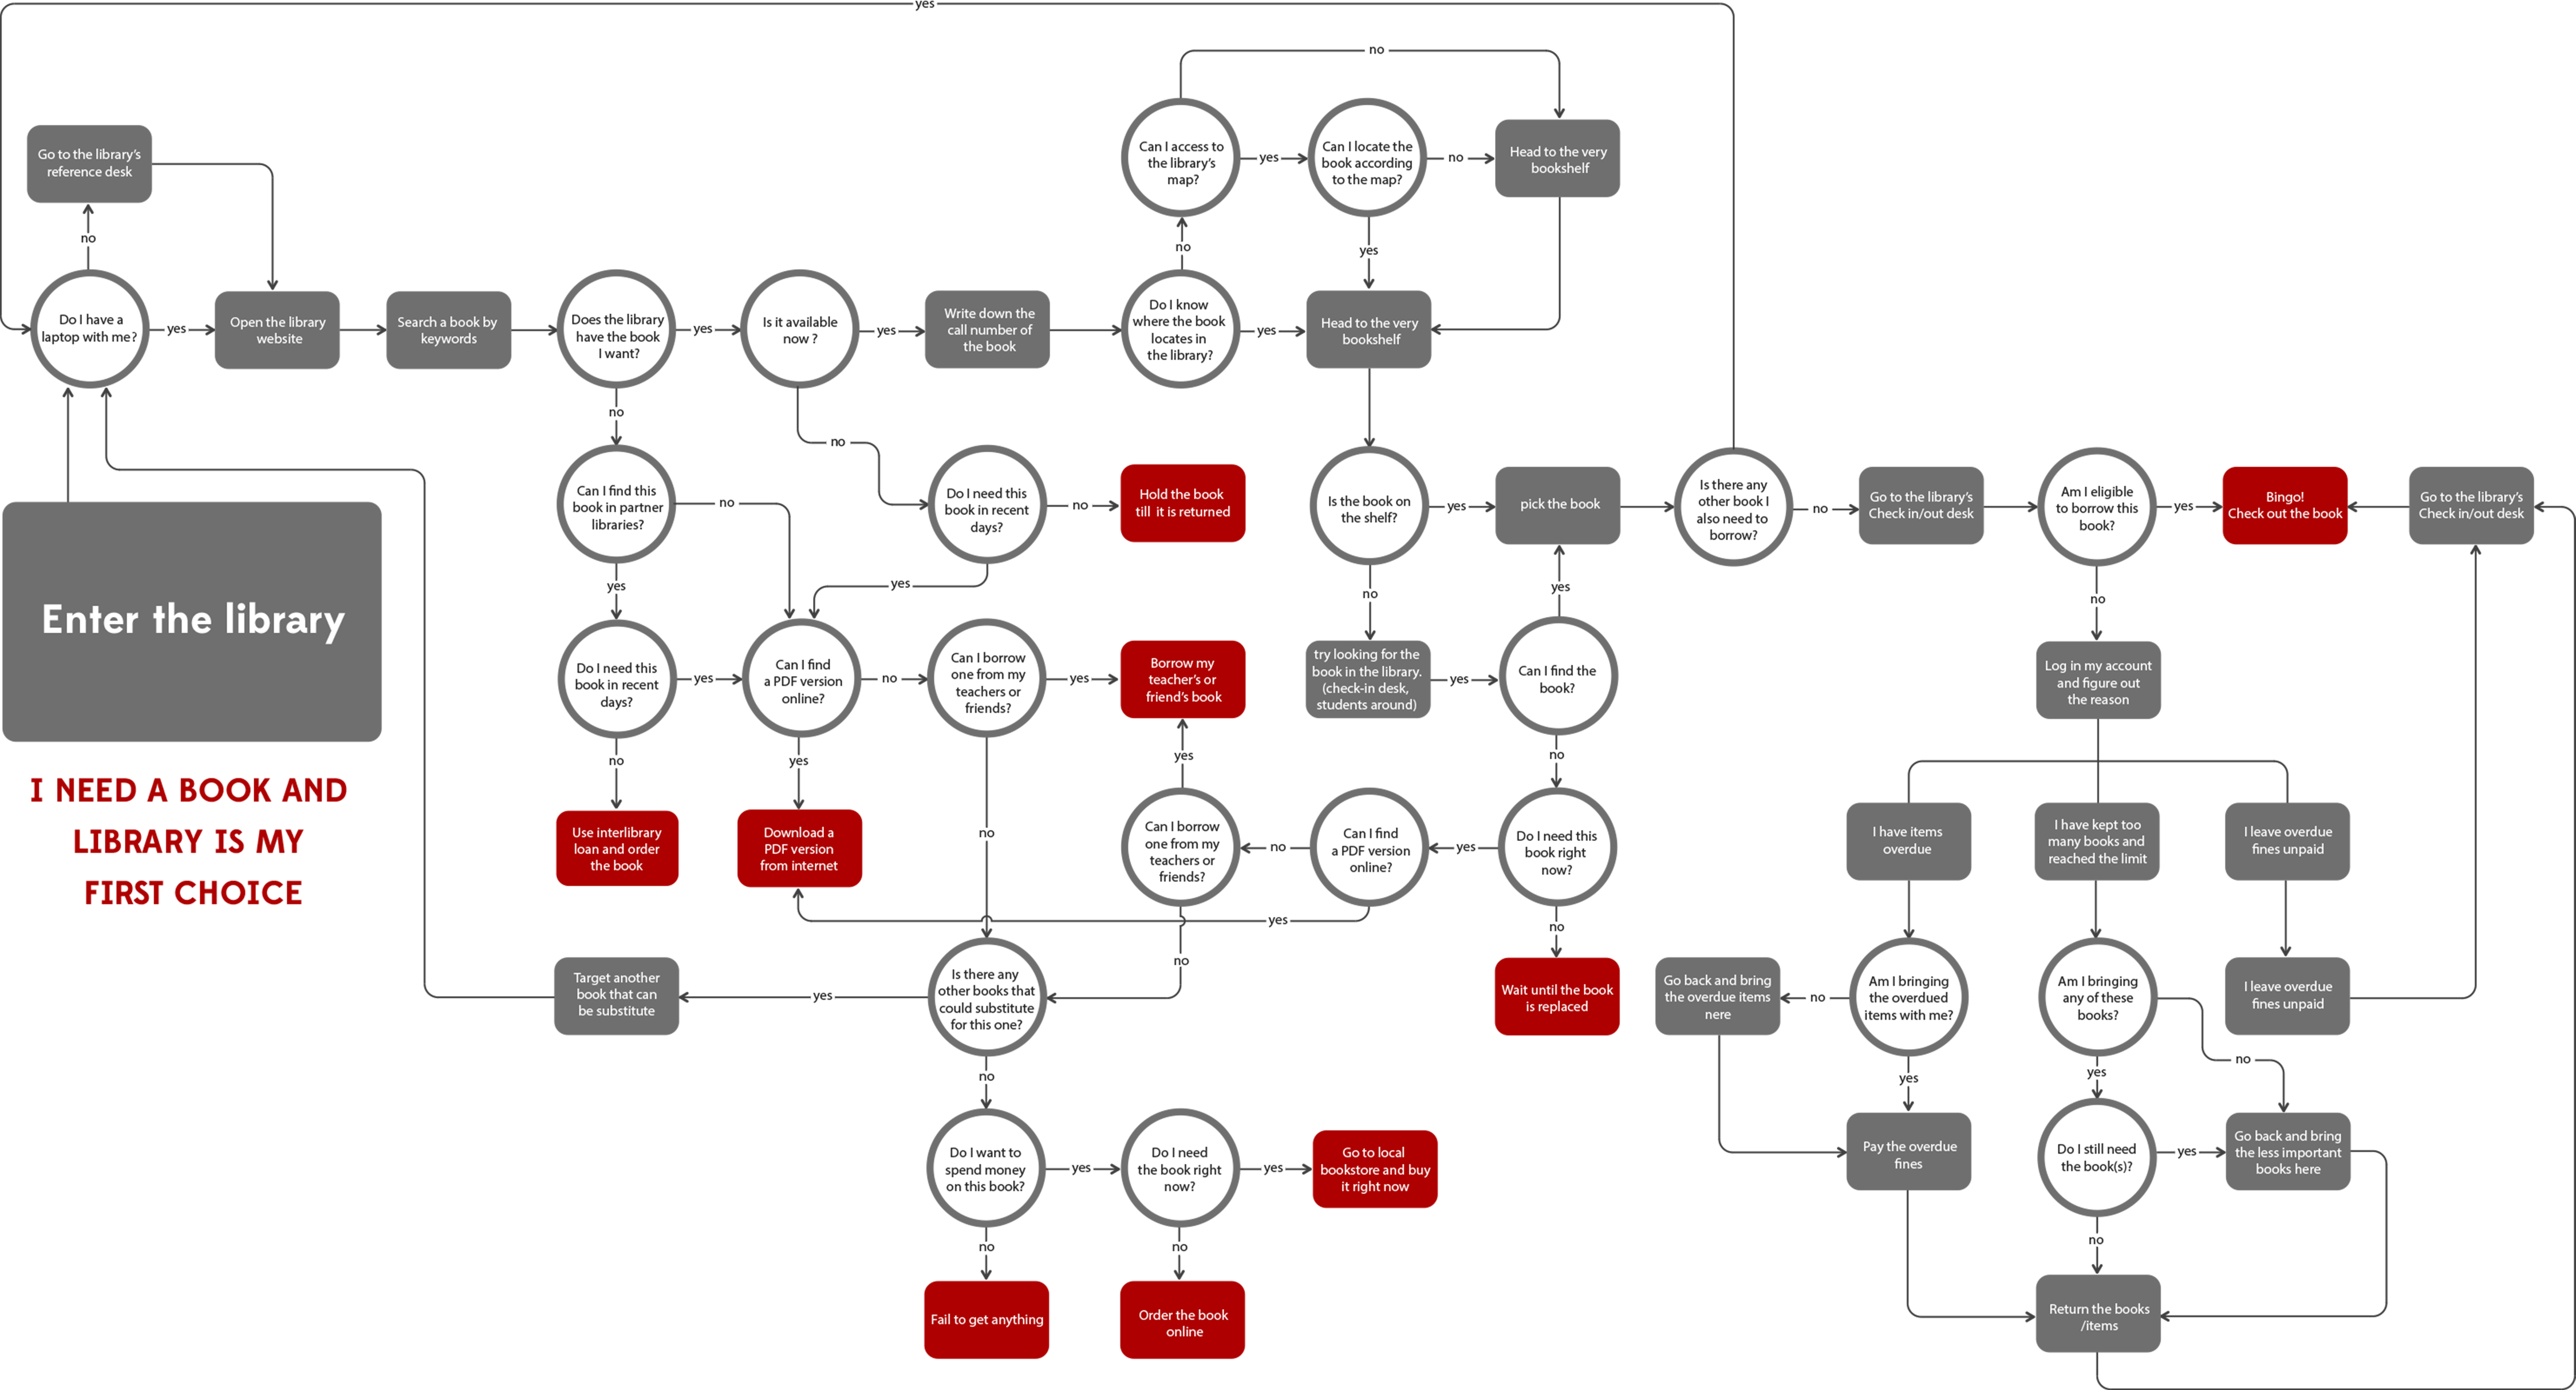 yes
no
Can I access to
the library's
map?
yes
Can I locate the
book according
to the map?
no
Head to the very
bookshelf
Go to the library's
reference desk
no
no
yes
Do I have a
laptop with me?
yes
Open the library
website
Search a book by
keywords
Does the library
have the book
I want?
yes
Is it available
now ?
yes
Write down the
call number of
the book
Do I know
where the book
locates in
the library?
yes
Head to the very
bookshelf
no
no
Can I find this
book in partner
libraries?
no
Do I need this
book in recent
days?
no
Hold the book
till it is returned
Is the book on
the shelf?
yes
pick the book
Is there any
other book I
also need to
borrow?
no
Go to the library's
Check in/out desk
Am I eligible
to borrow this
book?
yes
Bingo!
Check out the book
Go to the library's
Check in/out desk
yes
yes
no
yes
no
Enter the library
Do I need this
book in recent
days?
yes
Can I find
a PDF version
online?
no
Can I borrow
one from my
teachers or
friends?
yes
Borrow my
teacher's or
friend's book
try looking for the
book in the library.
(check-in desk,
students around)
yes
Can I find the
book?
Log in my account
and figure out
the reason
no
yes
yes
no
I NEED A BOOK AND
LIBRARY IS MY
FIRST CHOICE
Use interlibrary
loan and order
the book
Download a
PDF version
from internet
no
Can I borrow
one from my
teachers or
friends?
no
Can I find
a PDF version
online?
yes
Do I need this
book right
now?
I have items
overdue
I have kept too
many books and
reached the limit
I leave overdue
fines unpaid
yes
no
no
Target another
book that can
be substitute
yes
Is there any
other books that
could substitute
for this one?
Wait until the book
is replaced
Go back and bring
the overdue items
nere
no
Am I bringing
the overdued
items with me?
Am I bringing
any of these
books?
I leave overdue
fines unpaid
no
no
yes
yes
Do I want to
spend money
on this book?
yes
Do I need
the book right
now?
yes
Go to local
bookstore and buy
it right now
Pay the overdue
fines
Do I still need
the book(s)?
yes
Go back and bring
the less important
books here
no
no
no
Fail to get anything
Order the book
online
Return the books
/items